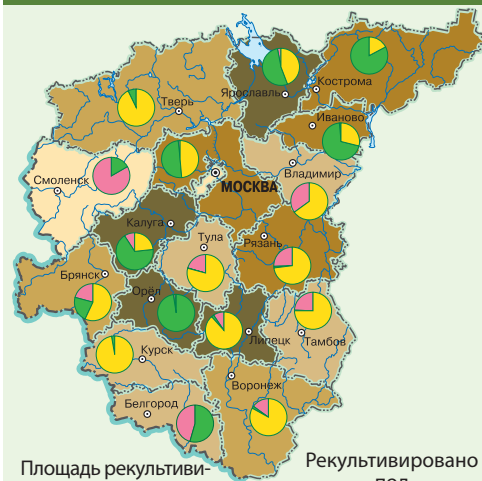 Кострома
Ярославль
Тверь
Иваново
Владимир
Смоленск
МОСКВА
Калуга
Тула
Рязань
Брянск
Орёл
Липецк
Тамбов
Курск
Воронеж
Белгород
Площадь рекультиви-
Рекультивировано
под